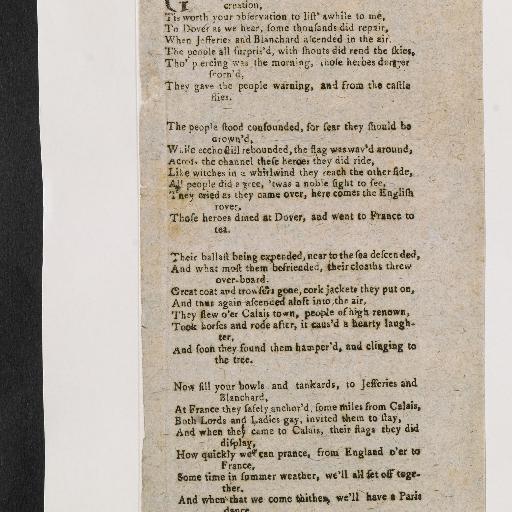 G
creation,
Tis worth your observation to list' awhile to me,
To Dover as we hear, some thousands did repair,
When Jefferies and Blanchard ascended in the air.
The people all surpris'd, with shouts did rend the skies,
Tho' piercing was the morning, those heroes danger
scorn'd,
They gave the people warning, and from the castle
flies.
The people stood confounded, for fear they should be
drown'd,
While eccho still rebounded, the flag was wav'd around,
Across the channel these heroes they did ride,
Like witches in a whirlwind they reach the other side,
All people did agree, 'twas a noble sight to see,
They cried as they came over, here comes the English
rover.
Those heroes dined at Dover, and went to France to
tea.
Their ballast being expended, near to the sea descended,
And what most them befriended, their cloaths threw
over-board.
Great coat and trowsers gone, cork jackets they put on,
And thus again ascended aloft into the air,
They flew o'er Calais town, people of high renown,
Took horses and rode after, it caus'd a hearty laugh-
ter,
And soon they found them hamper'd, and clinging to
the tree.
Now fill your bowls and tankards, to Jefferies and
Blanchard,
At France they safely anchor'd, some miles from Calais,
Both Lords and Ladies gay, invited them to stay,
And when they came to Calais, their flags they did
display,
How quickly we can prance, from England o'er to
France,
Some time in summer weather, we'll all set off toge-
ther.
And when that we come thither, we'll have a Paris
dance